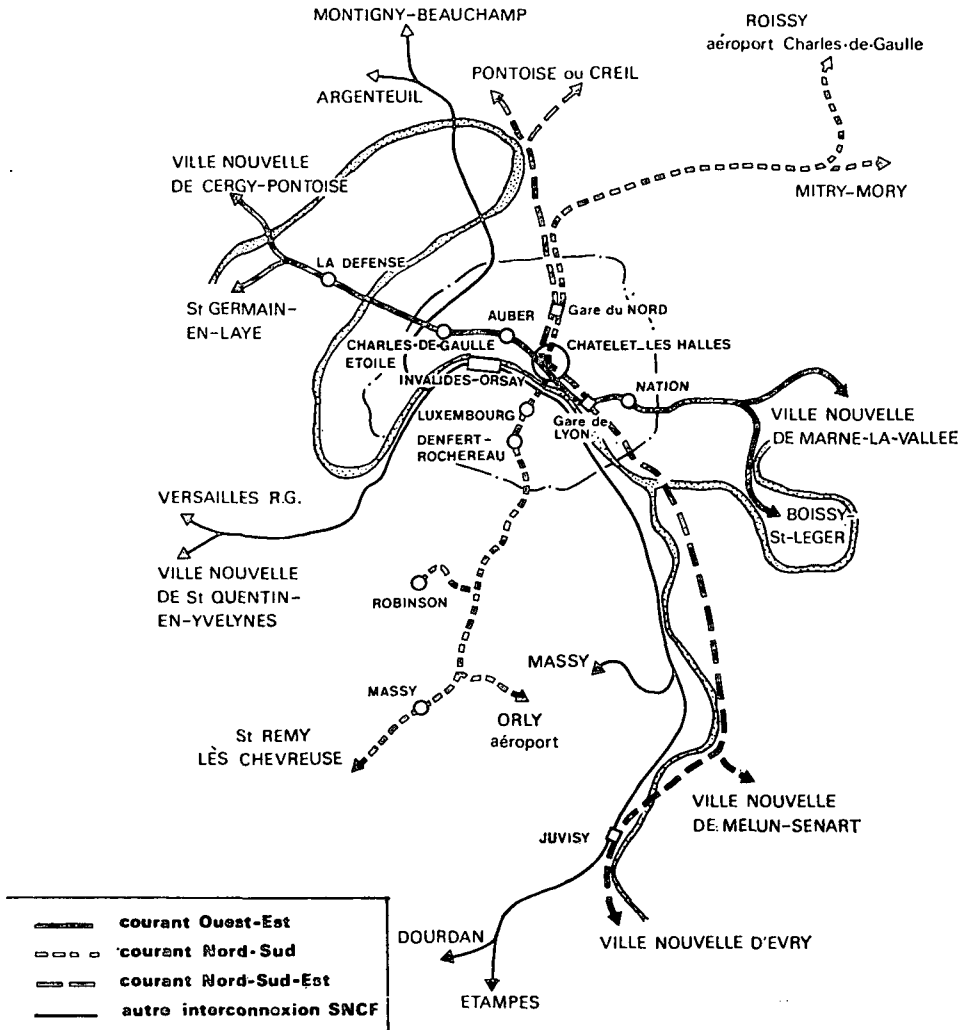 MONTIGNY-BEAUCHAMP
ROISSY
aéroport Charles-de-Gaulle
PONTOISE ou CREIL
ARGENTEUIL
VILLE NOUVELLE
DE CERGY-PONTOISE
MITRY-MORY
LA DEFENSE
St GERMAIN-
EN-LAYE
Gare du NORD
AUBER
CHATELET_LES HALLES
CHARLES-DE-GAULLE
ETOILE
INVALIDES-ORSAY
NATION
LUXEMBOURG
Gare de
LYON
VILLE NOUVELLE
DE MARNE-LA-VALLEE
DENFERT-
ROCHEREAU
VERSAILLES R.G.
BOISSY-
St-LEGER
VILLE NOUVELLE
DE St QUENTIN-
EN-YVELYNES
ROBINSON
MASSY
MASSY
ORLY
aéroport
St REMY
LÈS CHEVREUSE
VILLE NOUVELLE
DE MELUN-SENART
JUVISY
DOURDAN
VILLE NOUVELLE D'EVRY
ETAMPES
courant Ouest-Est
courant Nord-Sud
courant Nord-Sud-Est
autre interconnexion SNCF